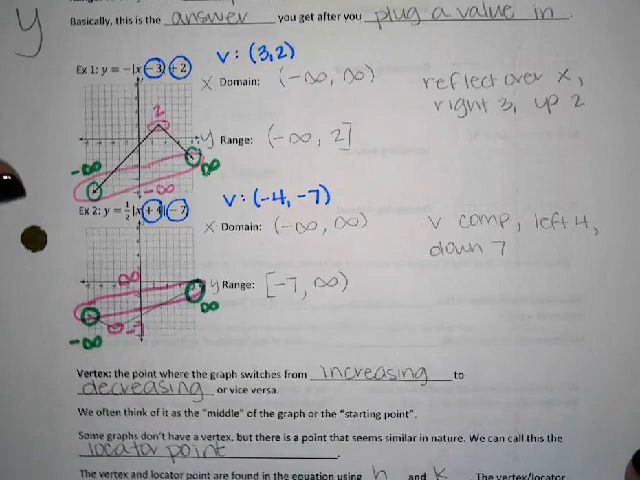 y
Basically, this is the answer you get after you plug a value in.
v: (3,2)
Ex 1: y = -|x - 3| + 2
x Domain: (-∞, ∞)
reflect over x,
right 3, up 2
2
y Range: (-∞, 2]
-∞
∞
-∞
v: (-4, -7)
Ex 2: y = 1/2|x + 4| - 7
x Domain: (-∞, ∞)
v comp, left 4,
down 7
∞
y Range: [-7, ∞)
∞
-7
-∞
Vertex: the point where the graph switches from increasing to
decreasing or vice versa.
We often think of it as the "middle" of the graph or the "starting point".
Some graphs don't have a vertex, but there is a point that seems similar in nature. We can call this the
locator point.
The vertex and locator point are found in the equation using h and k. The vertex/locator